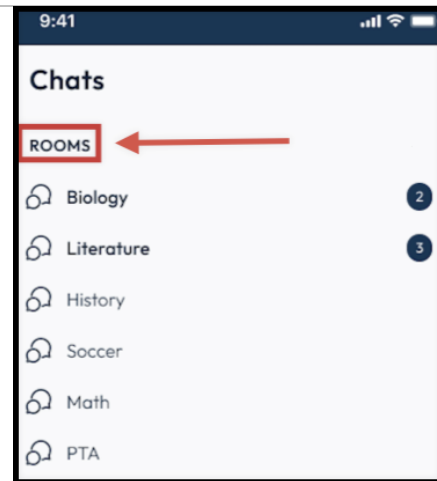 9:41
Chats
ROOMS
Biology 2
Literature 3
History
Soccer
Math
PTA